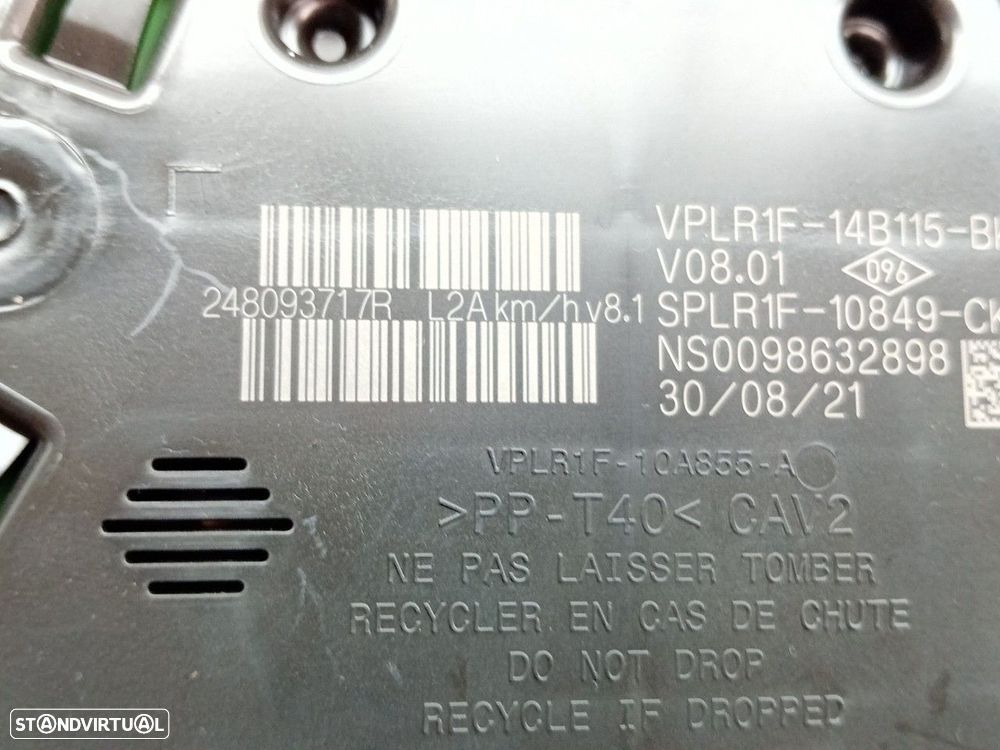 VPLR1F-14B115-
V08.01 096
248093717R L2A km/h v8.1
SPLR1F-10849-
NS0098632898
30/08/21
VPLR1F-10A855-A
>PP-T40< CAV2
NE PAS LAISSER TOMBER
RECYCLER EN CAS DE CHUTE
DO NOT DROP
RECYCLE IF DROPPED
STANDVIRTUAL